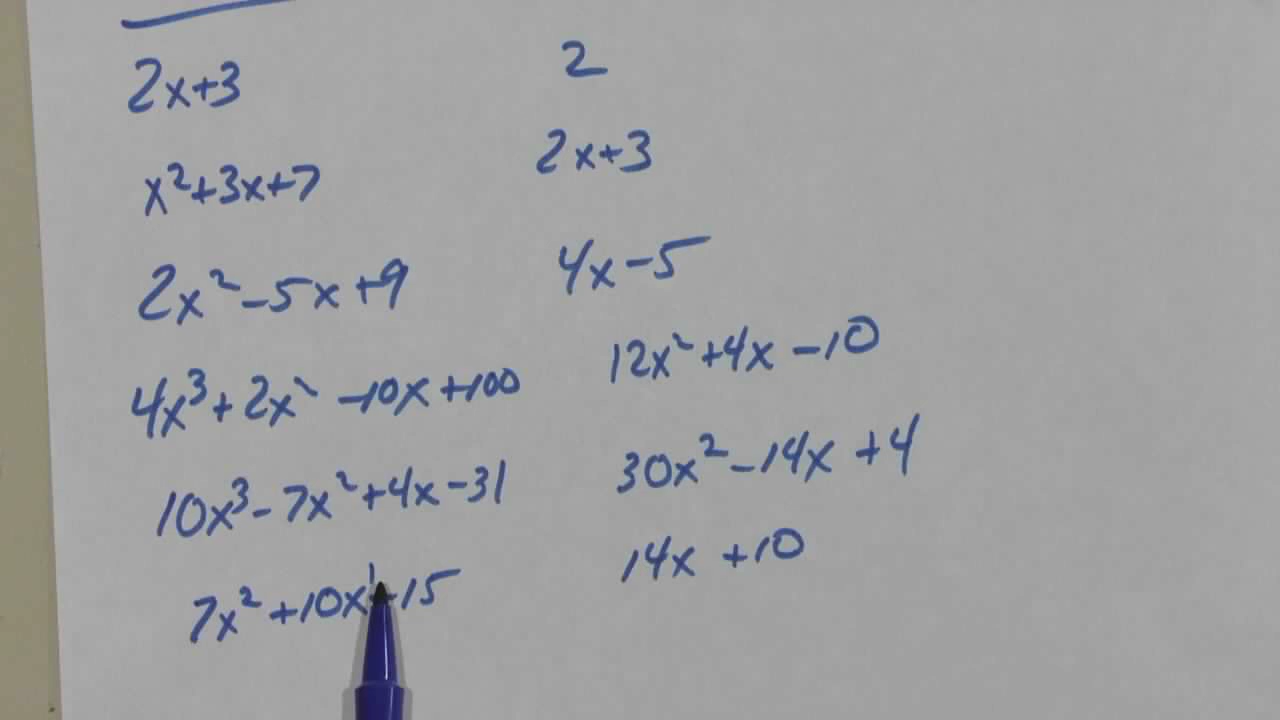 2x+3 2
x²+3x+7 2x+3
2x²-5x+9 4x-5
4x³+2x²-10x+100 12x²+4x-10
10x³-7x²+4x-31 30x²-14x+4
7x²+10x¹ 15 14x+10